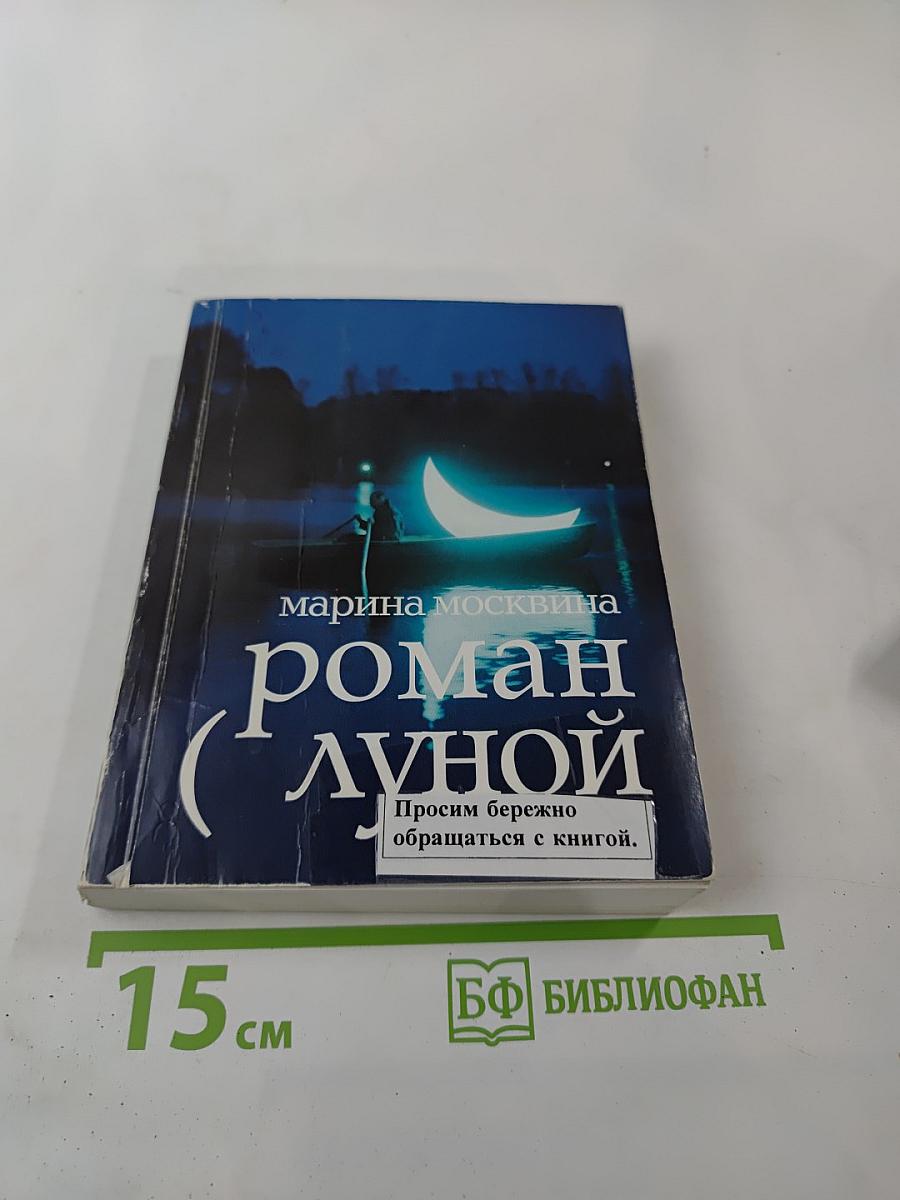 марина москвина
роман
( луной
Просим бережно
обращаться с книгой.
15 см
БФ БИБЛИОФАН